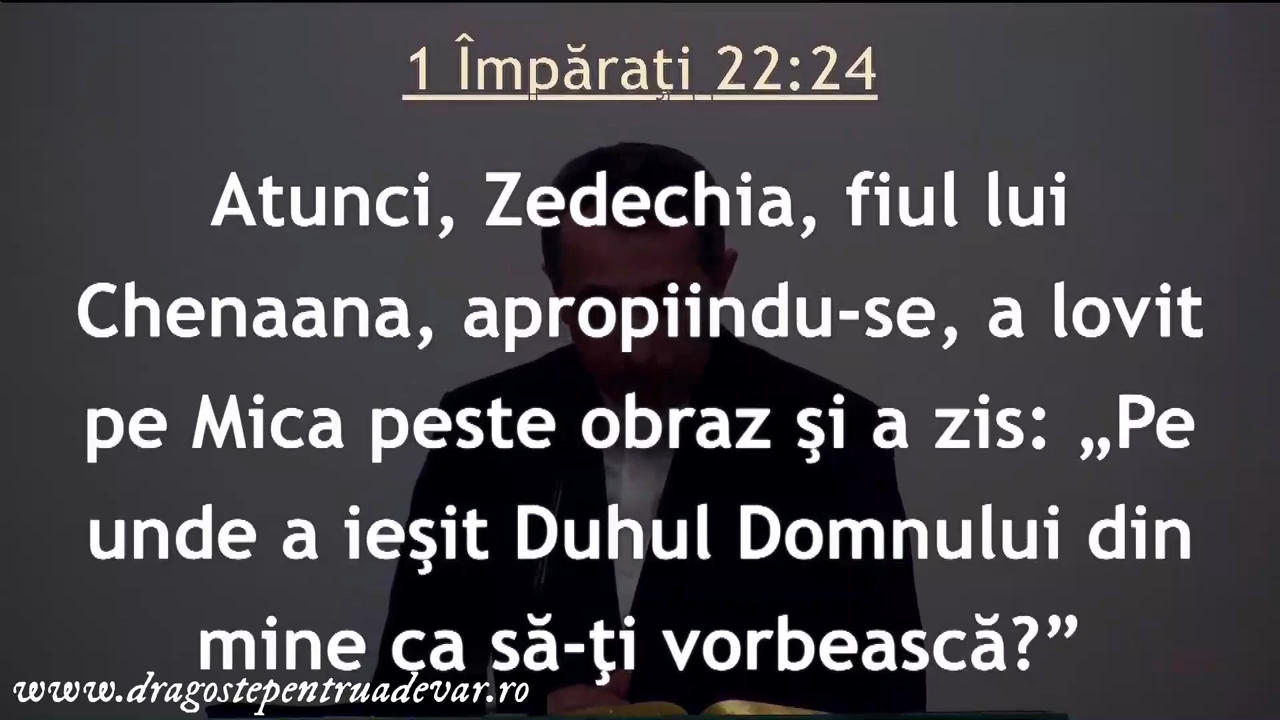 1 Împăraţi 22:24
Atunci, Zedechia, fiul lui
Chenaana, apropiindu-se, a lovit
pe Mica peste obraz şi a zis: „Pe
unde a ieşit Duhul Domnului din
mine ca să-ţi vorbească?”
www.dragostepentruadevar.ro